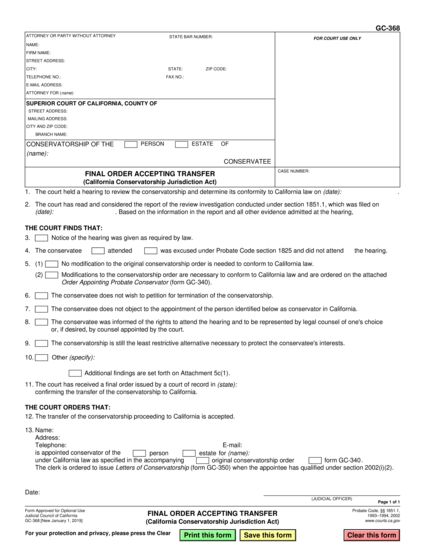 GC-368
ATTORNEY OR PARTY WITHOUT ATTORNEY STATE BAR NUMBER:
FOR COURT USE ONLY
NAME:
FIRM NAME:
STREET ADDRESS:
CITY: STATE: ZIP CODE:
TELEPHONE NO.: FAX NO.:
E-MAIL ADDRESS:
ATTORNEY FOR (name):
SUPERIOR COURT OF CALIFORNIA, COUNTY OF
STREET ADDRESS:
MAILING ADDRESS:
CITY AND ZIP CODE:
BRANCH NAME:
CONSERVATORSHIP OF THE PERSON ESTATE OF
(name):
CONSERVATEE
FINAL ORDER ACCEPTING TRANSFER
(California Conservatorship Jurisdiction Act)
CASE NUMBER:
1. The court held a hearing to review the conservatorship and determine its conformity to California law on (date): .
2. The court has read and considered the report of the review investigation conducted under section 1851.1, which was filed on
(date): . Based on the information in the report and all other evidence admitted at the hearing,
THE COURT FINDS THAT:
3. Notice of the hearing was given as required by law.
4. The conservatee attended was excused under Probate Code section 1825 and did not attend the hearing.
5. (1) No modification to the original conservatorship order is needed to conform to California law.
(2) Modifications to the conservatorship order are necessary to conform to California law and are ordered on the attached
Order Appointing Probate Conservator (form GC-340).
6. The conservatee does not wish to petition for termination of the conservatorship.
7. The conservatee does not object to the appointment of the person identified below as conservator in California.
8. The conservatee was informed of the rights to attend the hearing and to be represented by legal counsel of one's choice
or, if desired, by counsel appointed by the court.
9. The conservatorship is still the least restrictive alternative necessary to protect the conservatee's interests.
10. Other (specify):
Additional findings are set forth on Attachment 5c(1).
11. The court has received a final order issued by a court of record in (state):
confirming the transfer of the conservatorship to California.
THE COURT ORDERS THAT:
12. The transfer of the conservatorship proceeding to California is accepted.
13. Name:
Address:
Telephone: E-mail:
is appointed conservator of the person estate for (name):
under California law as specified in the accompanying original conservatorship order form GC-340.
The clerk is ordered to issue Letters of Conservatorship (form GC-350) when the appointee has qualified under section 2002(i)(2).
Date:
(JUDICIAL OFFICER)
Page 1 of 1
Form Approved for Optional Use
Judicial Council of California
GC-368 [New January 1, 2019]
FINAL ORDER ACCEPTING TRANSFER
(California Conservatorship Jurisdiction Act)
Probate Code, §§ 1851.1,
1993–1994, 2002
www.courts.ca.gov
For your protection and privacy, please press the Clear
Print this form Save this form Clear this form